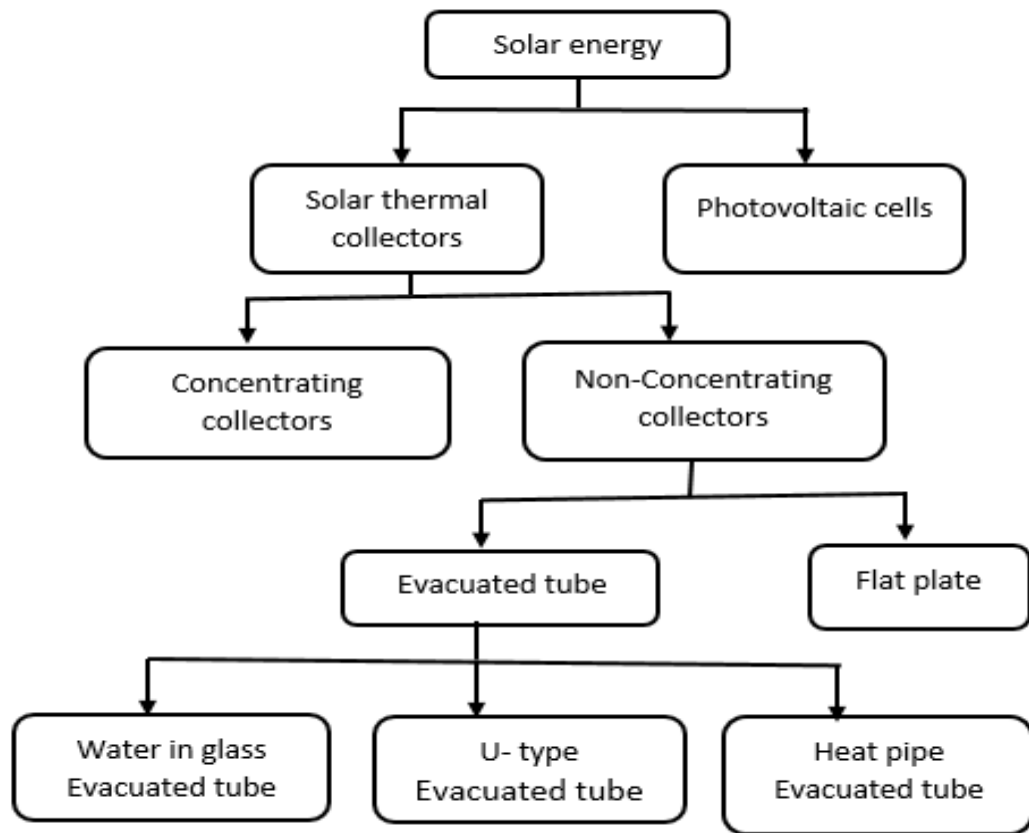 Solar energy
Solar thermal
collectors
Photovoltaic cells
Concentrating
collectors
Non-Concentrating
collectors
Evacuated tube
Flat plate
Water in glass
Evacuated tube
U- type
Evacuated tube
Heat pipe
Evacuated tube